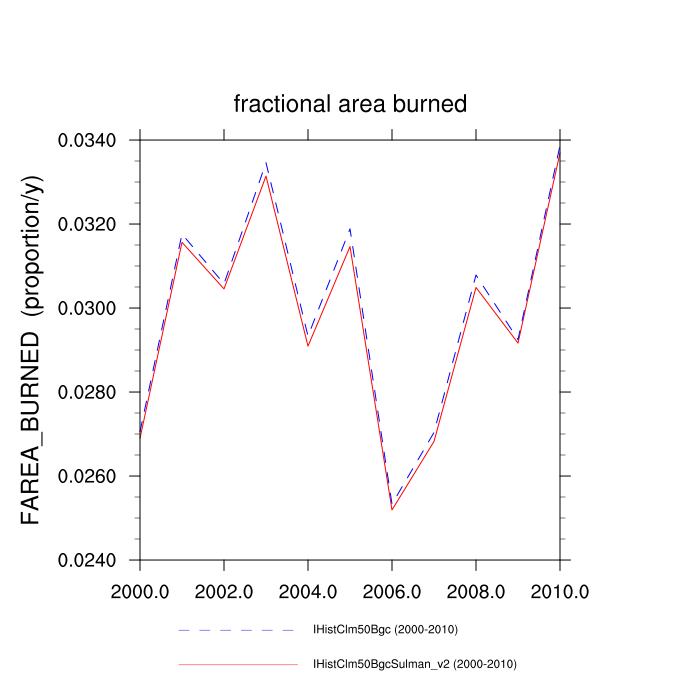 fractional area burned
FAREA_BURNED (proportion/y)
0.0340
0.0320
0.0300
0.0280
0.0260
0.0240
2000.0 2002.0 2004.0 2006.0 2008.0 2010.0
IHistClm50Bgc (2000-2010)
IHistClm50BgcSulman_v2 (2000-2010)